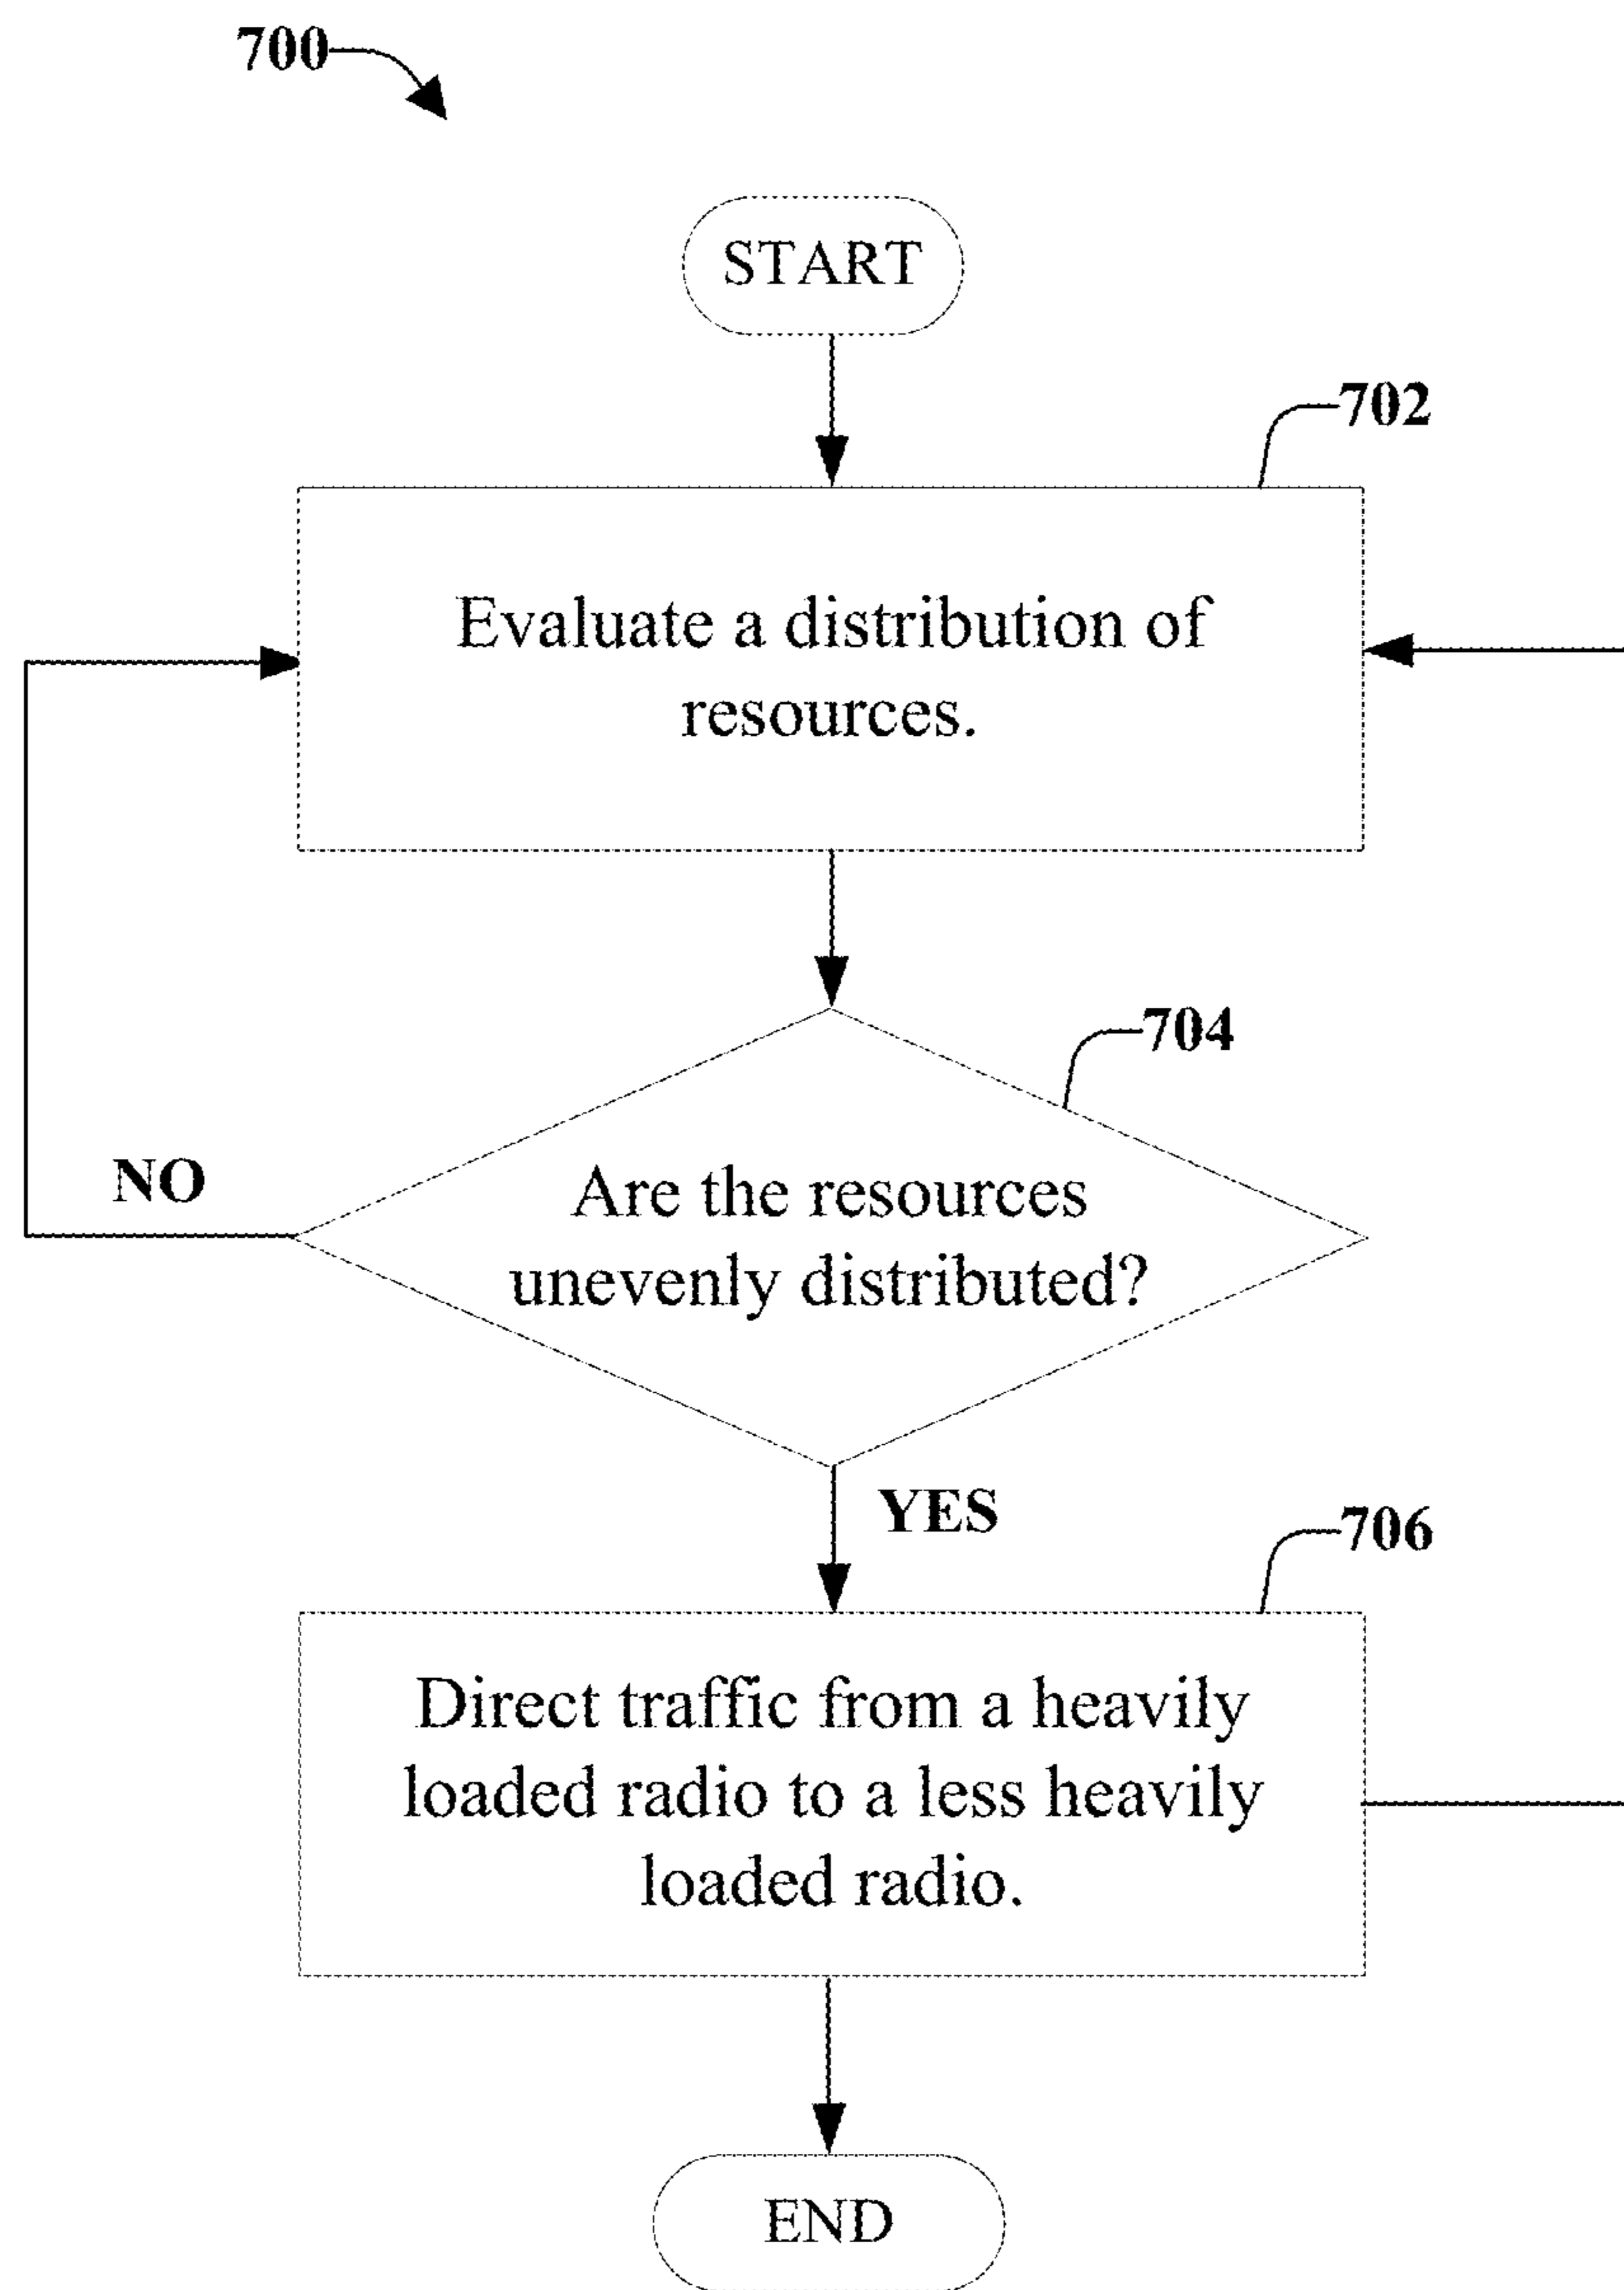 700
START
702
Evaluate a distribution of
resources.
704
NO
Are the resources
unevenly distributed?
YES
706
Direct traffic from a heavily
loaded radio to a less heavily
loaded radio.
END